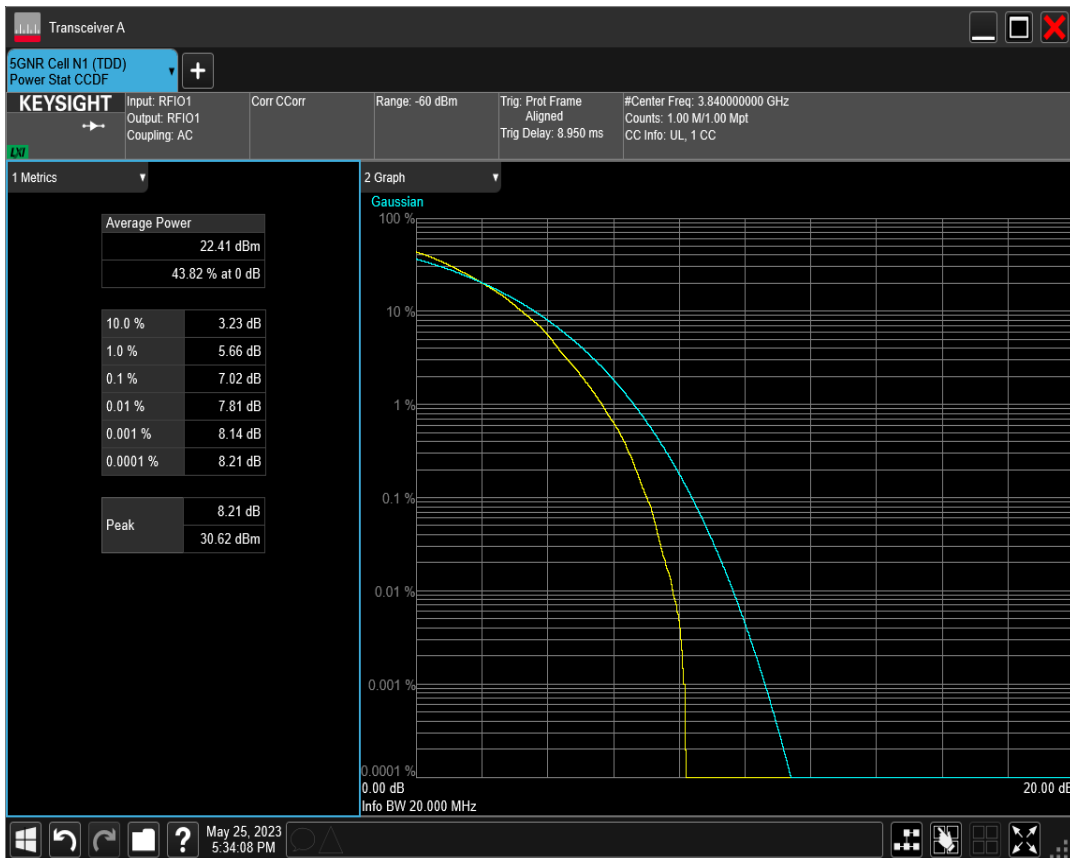 Transceiver A
5GNR Cell N1 (TDD)
Power Stat CCDF
KEYSIGHT
LXI
Input: RFIO1
Output: RFIO1
Coupling: AC
Corr CCorr
Range: -60 dBm
Trig: Prot Frame
Aligned
Trig Delay: 8.950 ms
#Center Freq: 3.840000000 GHz
Counts: 1.00 M/1.00 Mpt
CC Info: UL, 1 CC
1 Metrics
Average Power
22.41 dBm
43.82 % at 0 dB
10.0 % 3.23 dB
1.0 % 5.66 dB
0.1 % 7.02 dB
0.01 % 7.81 dB
0.001 % 8.14 dB
0.0001 % 8.21 dB
Peak
8.21 dB
30.62 dBm
2 Graph
Gaussian
100 %
10 %
1 %
0.1 %
0.01 %
0.001 %
0.0001 %
0.00 dB
20.00 dB
Info BW 20.000 MHz
?
May 25, 2023
5:34:08 PM